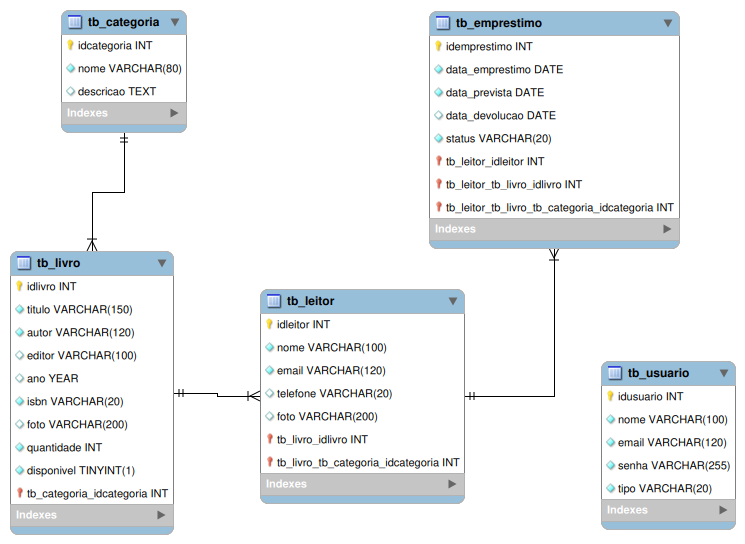 tb_categoria
idcategoria INT
nome VARCHAR(80)
descricao TEXT
Indexes
tb_emprestimo
idemprestimo INT
data_emprestimo DATE
data_prevista DATE
data_devolucao DATE
status VARCHAR(20)
tb_leitor_idleitor INT
tb_leitor_tb_livro_idlivro INT
tb_leitor_tb_livro_tb_categoria_idcategoria INT
Indexes
tb_livro
idlivro INT
titulo VARCHAR(150)
autor VARCHAR(120)
editor VARCHAR(100)
ano YEAR
isbn VARCHAR(20)
foto VARCHAR(200)
quantidade INT
disponivel TINYINT(1)
tb_categoria_idcategoria INT
Indexes
tb_leitor
idleitor INT
nome VARCHAR(100)
email VARCHAR(120)
telefone VARCHAR(20)
foto VARCHAR(200)
tb_livro_idlivro INT
tb_livro_tb_categoria_idcategoria INT
Indexes
tb_usuario
idusuario INT
nome VARCHAR(100)
email VARCHAR(120)
senha VARCHAR(255)
tipo VARCHAR(20)
Indexes